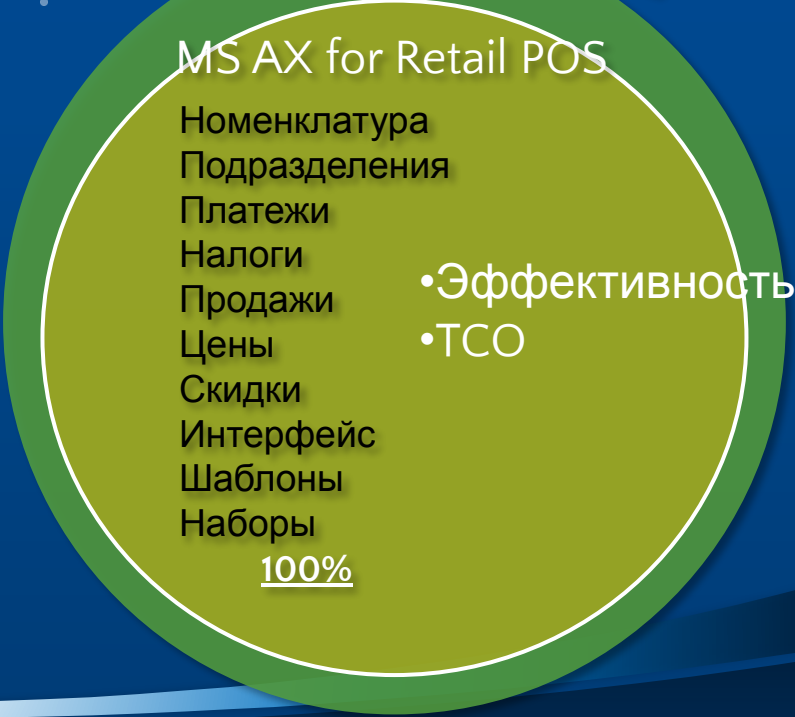 MS AX for Retail POS
Номенклатура
Подразделения
Платежи
Налоги
Продажи
Цены
Скидки
Интерфейс
Шаблоны
Наборы
100%
•Эффективность
•TCO